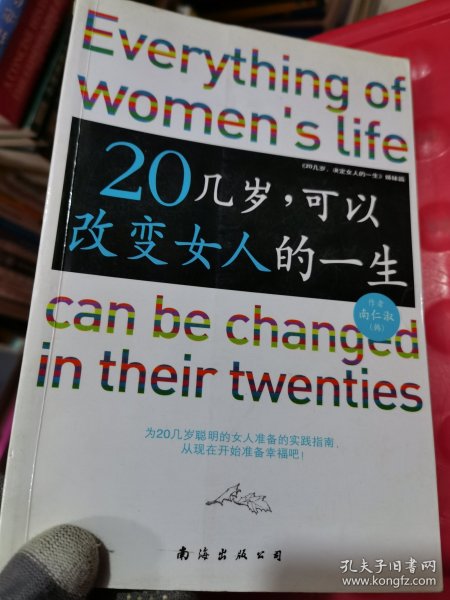 Everything of
women's life
《20几岁，决定女人的一生》姊妹篇
20几岁，可以
改变女人的一生
作者
南仁淑
（韩）
can be changed
in their twenties
为20几岁聪明的女人准备的实践指南，
从现在开始准备幸福吧！
南海出版公司
孔夫子旧书网
www.kongfz.com